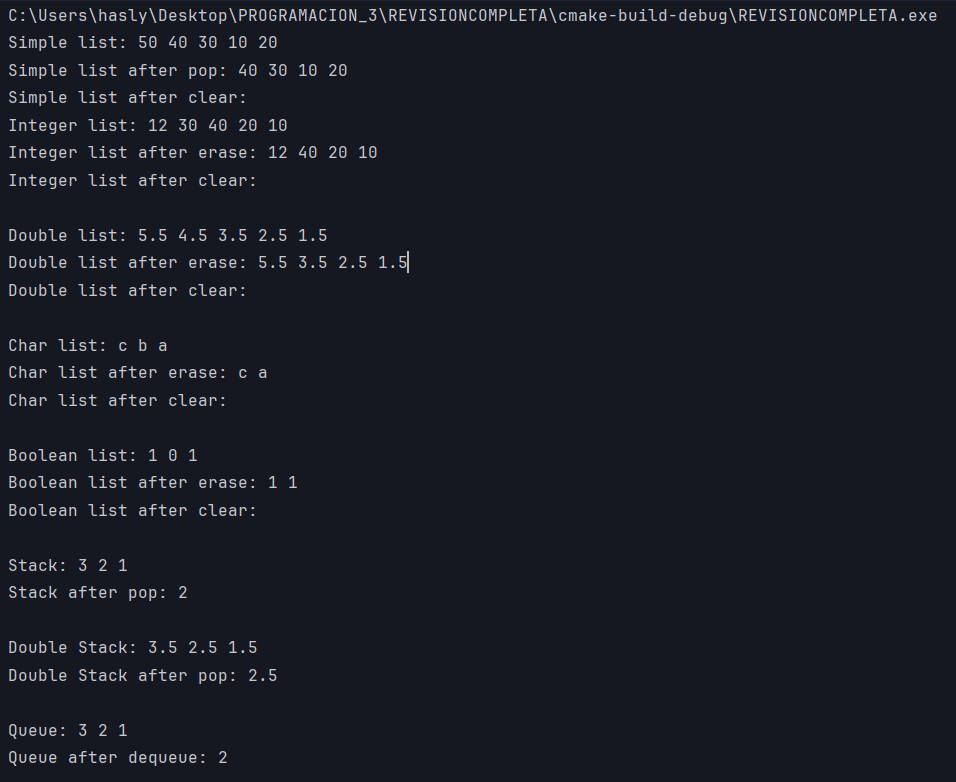 C:\Users\hasly\Desktop\PROGRAMACION_3\REVISIONCOMPLETA\cmake-build-debug\REVISIONCOMPLETA.exe
Simple list: 50 40 30 10 20
Simple list after pop: 40 30 10 20
Simple list after clear:
Integer list: 12 30 40 20 10
Integer list after erase: 12 40 20 10
Integer list after clear:
Double list: 5.5 4.5 3.5 2.5 1.5
Double list after erase: 5.5 3.5 2.5 1.5
Double list after clear:
Char list: c b a
Char list after erase: c a
Char list after clear:
Boolean list: 1 0 1
Boolean list after erase: 1 1
Boolean list after clear:
Stack: 3 2 1
Stack after pop: 2
Double Stack: 3.5 2.5 1.5
Double Stack after pop: 2.5
Queue: 3 2 1
Queue after dequeue: 2